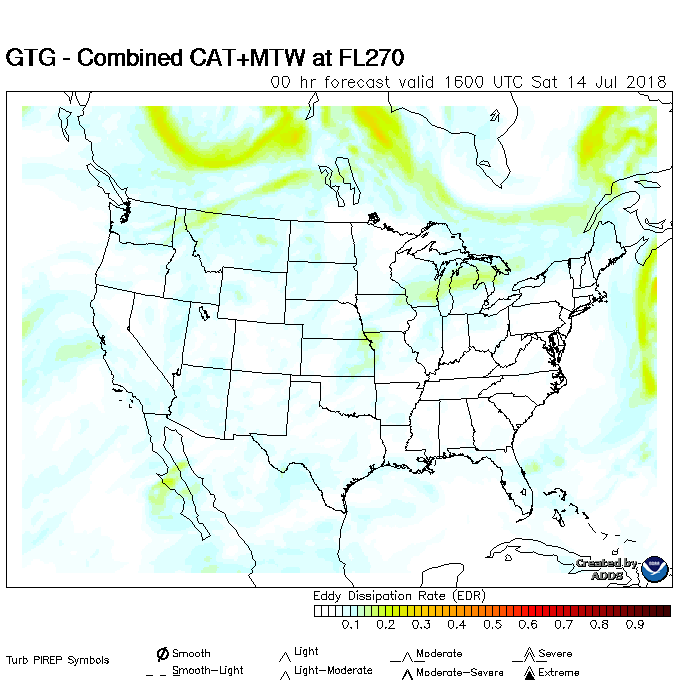 GTG - Combined CAT+MTW at FL270
00 hr forecast valid 1600 UTC Sat 14 Jul 2018
Created by
ADDS
Eddy Dissipation Rate (EDR)
0.1 0.2 0.3 0.4 0.5 0.6 0.7 0.8 0.9
Turb PIREP Symbols
Smooth Light Moderate Severe
Smooth-Light Light-Moderate Moderate-Severe Extreme